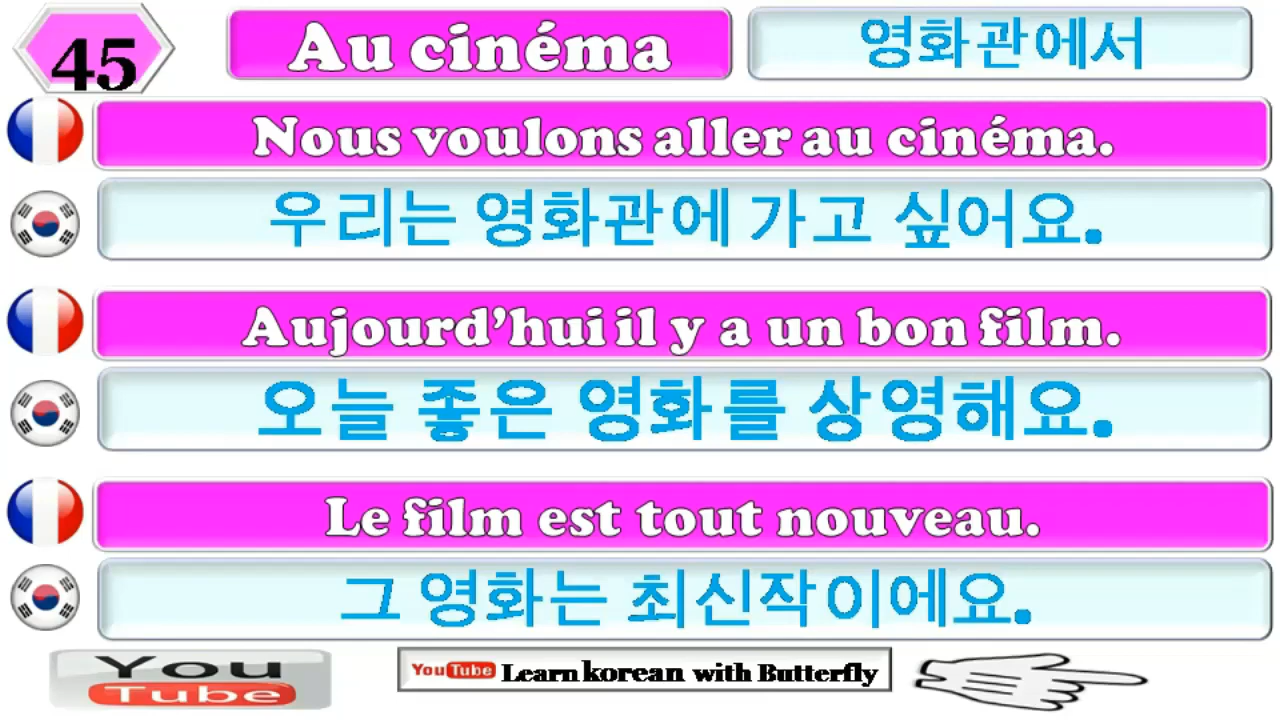 45
Au cinéma
영화관에서
Nous voulons aller au cinéma.
우리는 영화관에 가고 싶어요.
Aujourd’hui il y a un bon film.
오늘 좋은 영화를 상영해요.
Le film est tout nouveau.
그 영화는 최신작이에요.
You
Tube
YouTube Learn korean with Butterfly